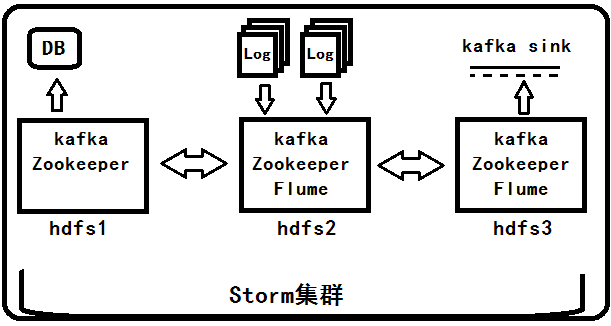 DB
Log
Log
kafka sink
kafka
Zookeeper
kafka
Zookeeper
Flume
kafka
Zookeeper
Flume
hdfs1
hdfs2
hdfs3
Storm集群